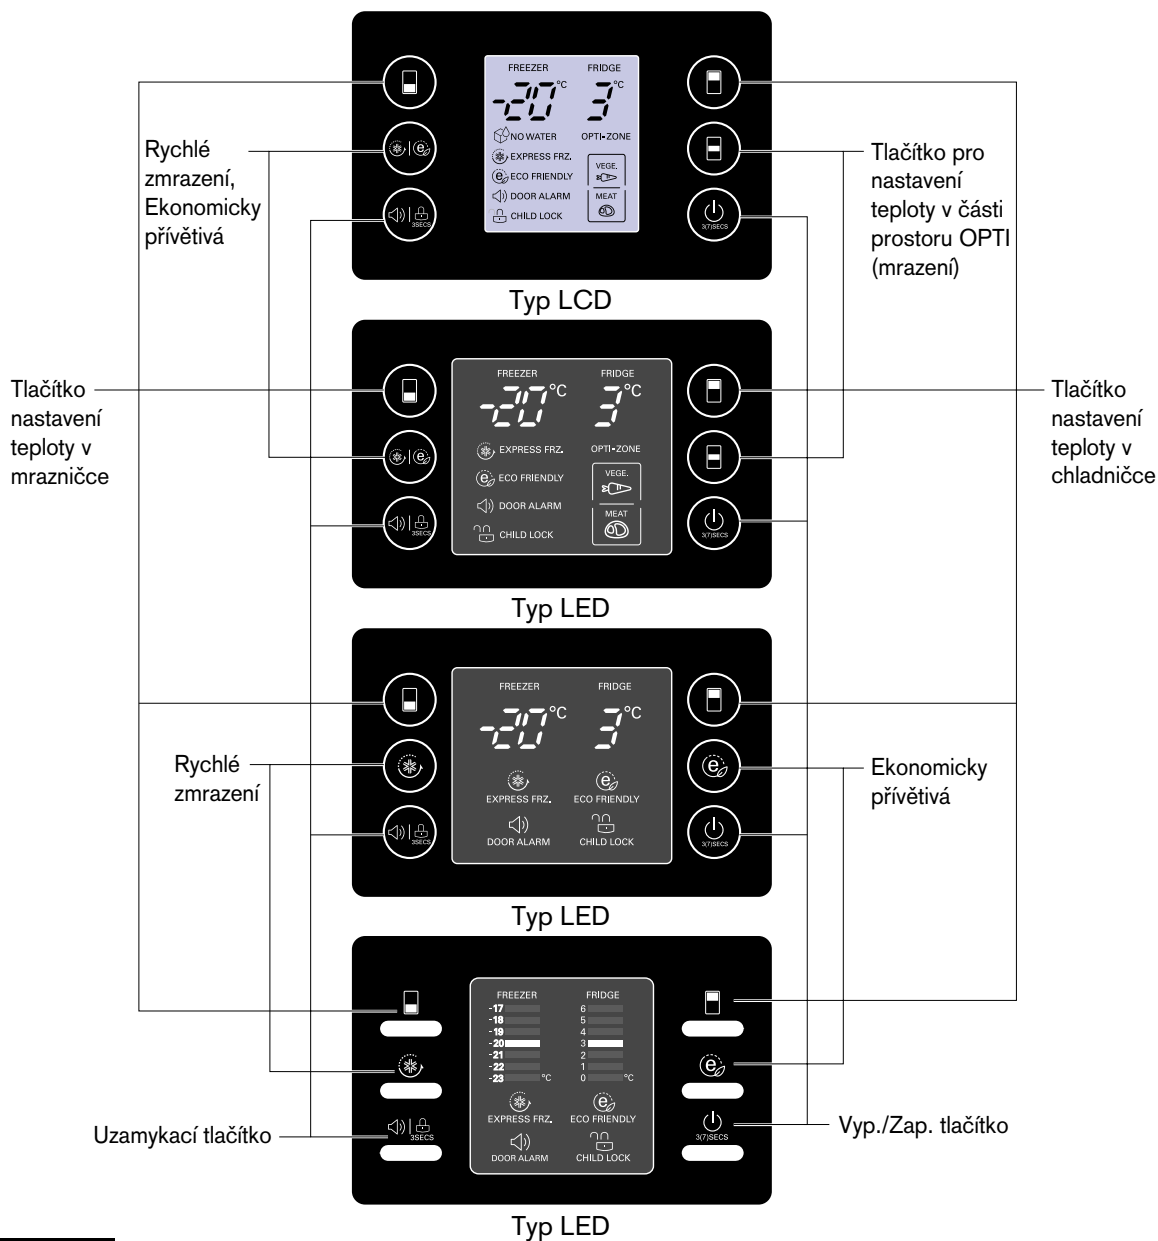 FREEZER FRIDGE
-20 °C 3 °C
NO WATER OPTI-ZONE
EXPRESS FRZ.
VEGE.
ECO FRIENDLY
DOOR ALARM MEAT
CHILD LOCK
e
3SECS
3(7)SECS
Rychlé
zmrazení,
Ekonomicky
přívětivá
Tlačítko pro
nastavení
teploty v části
prostoru OPTI
(mrazení)
Typ LCD
FREEZER FRIDGE
-20 °C 3 °C
EXPRESS FRZ. OPTI-ZONE
VEGE.
ECO FRIENDLY
DOOR ALARM
MEAT
CHILD LOCK
e
3SECS
3(7)SECS
Tlačítko
nastavení
teploty v
mrazničce
Tlačítko
nastavení
teploty v
chladničce
Typ LED
FREEZER FRIDGE
-20 °C 3 °C
EXPRESS FRZ. ECO FRIENDLY
DOOR ALARM CHILD LOCK
e
3SECS
3(7)SECS
Rychlé
zmrazení
Ekonomicky
přívětivá
Typ LED
FREEZER FRIDGE
-17 6
-18 5
-19 4
-20 3
-21 2
-22 1
-23 °C 0 °C
EXPRESS FRZ. ECO FRIENDLY
DOOR ALARM CHILD LOCK
e
3SECS
3(7)SECS
Uzamykací tlačítko
Vyp./Zap. tlačítko
Typ LED